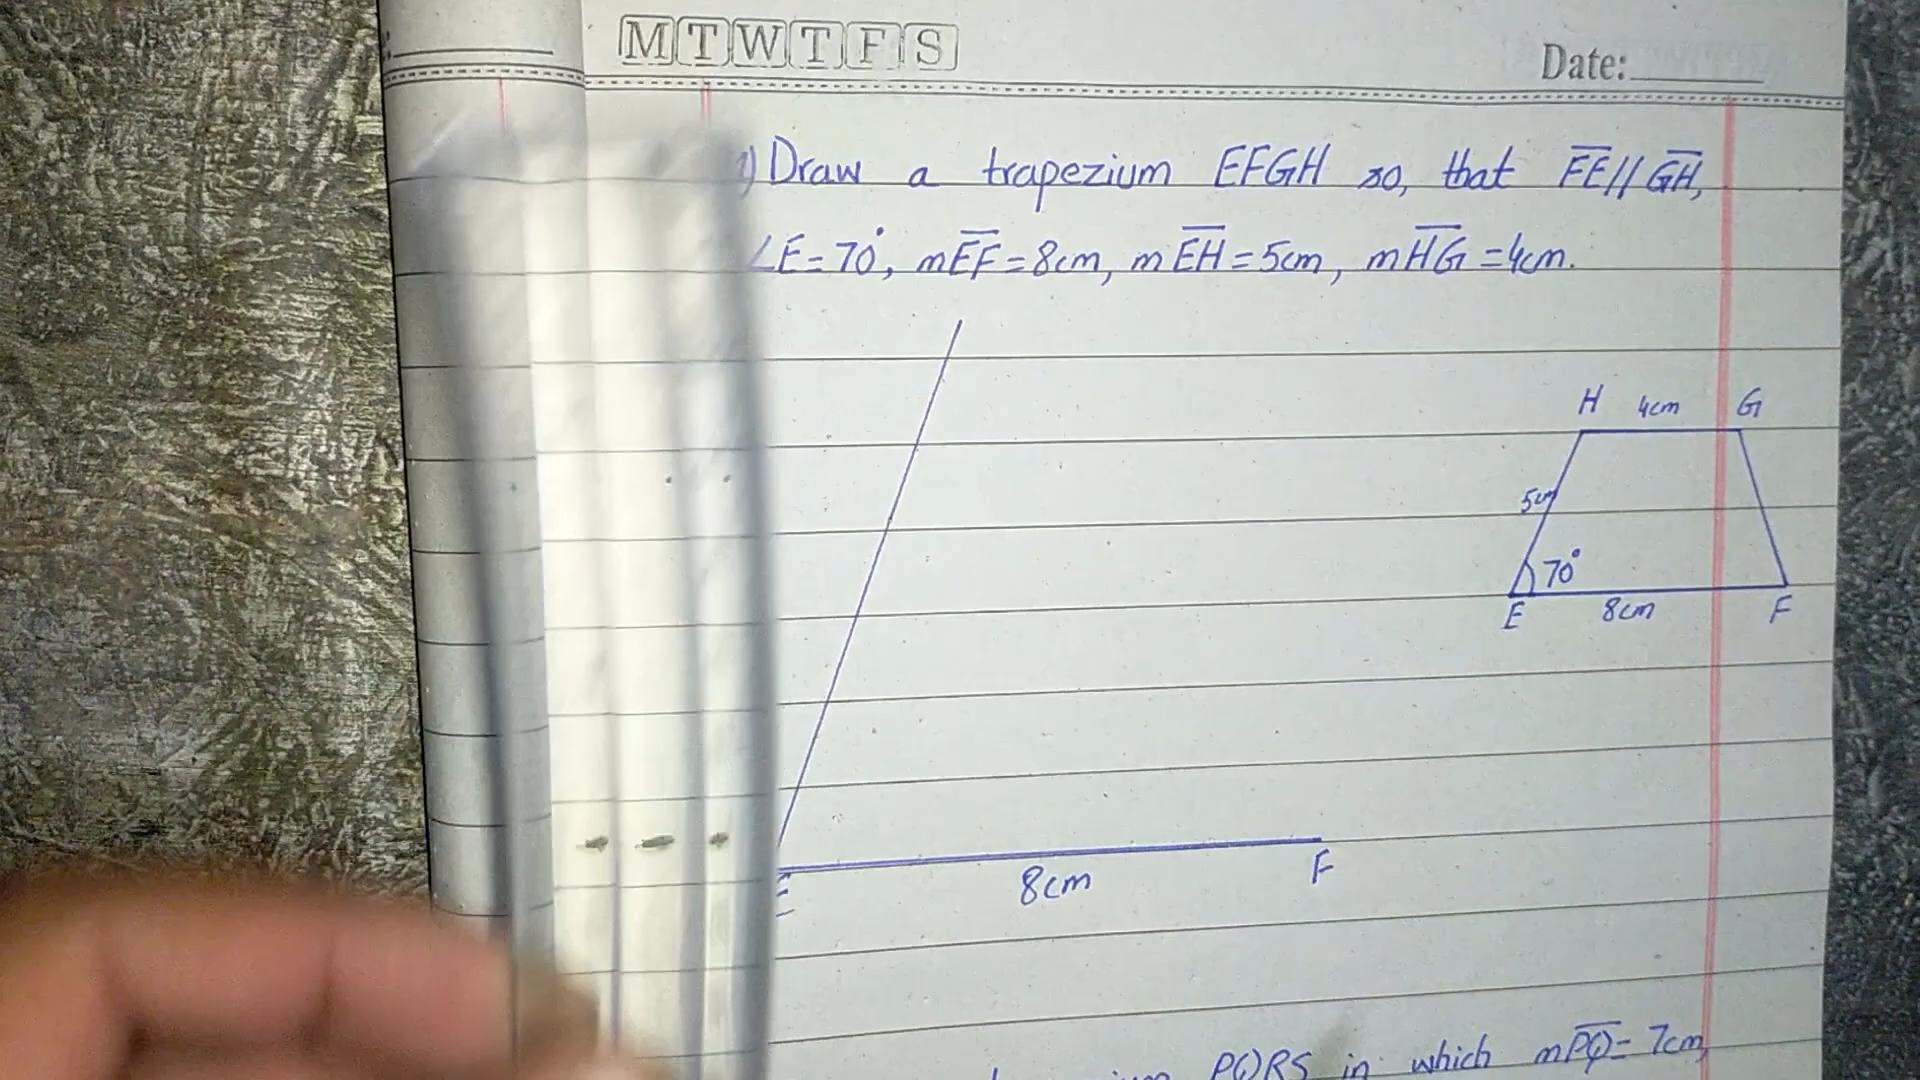 M T W T F S
Date:
1) Draw a trapezium EFGH so, that FE//GH,
∠E=70°, mEF=8cm, mEH=5cm, mHG=4cm.
H 4cm G
5cm
70°
E 8cm F
8cm F
PQRS in which mPQ=7cm